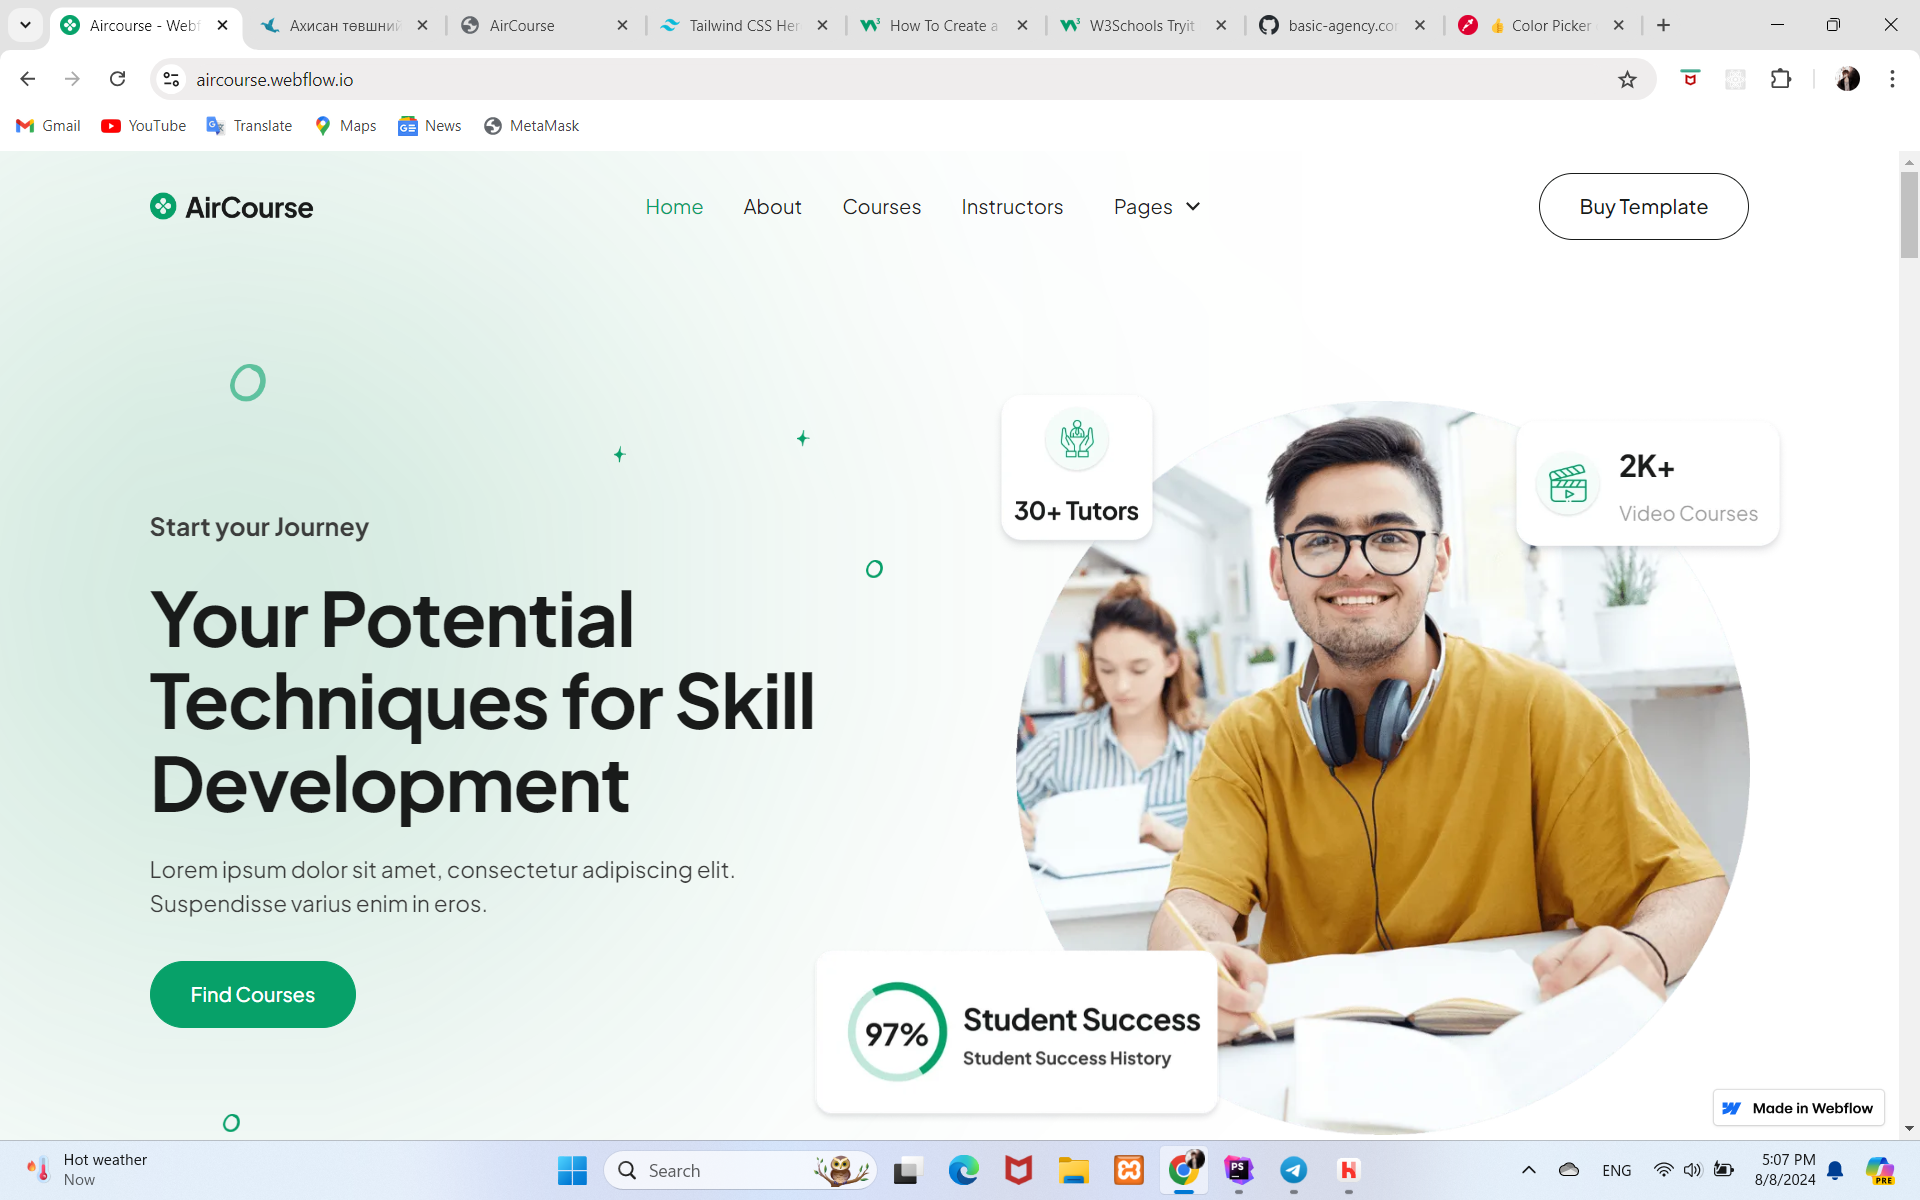 Aircourse - Webf
Ахисан төвшний
AirCourse
Tailwind CSS Her
How To Create a
W3Schools Tryit
basic-agency.cor
👍 Color Picker
aircourse.webflow.io
Gmail
YouTube
Translate
Maps
News
MetaMask
AirCourse
Home
About
Courses
Instructors
Pages
Buy Template
30+ Tutors
2K+
Video Courses
Start your Journey
Your Potential
Techniques for Skill
Development
Lorem ipsum dolor sit amet, consectetur adipiscing elit.
Suspendisse varius enim in eros.
Find Courses
97%
Student Success
Student Success History
Made in Webflow
Hot weather
Now
Search
ENG
5:07 PM
8/8/2024
PRE